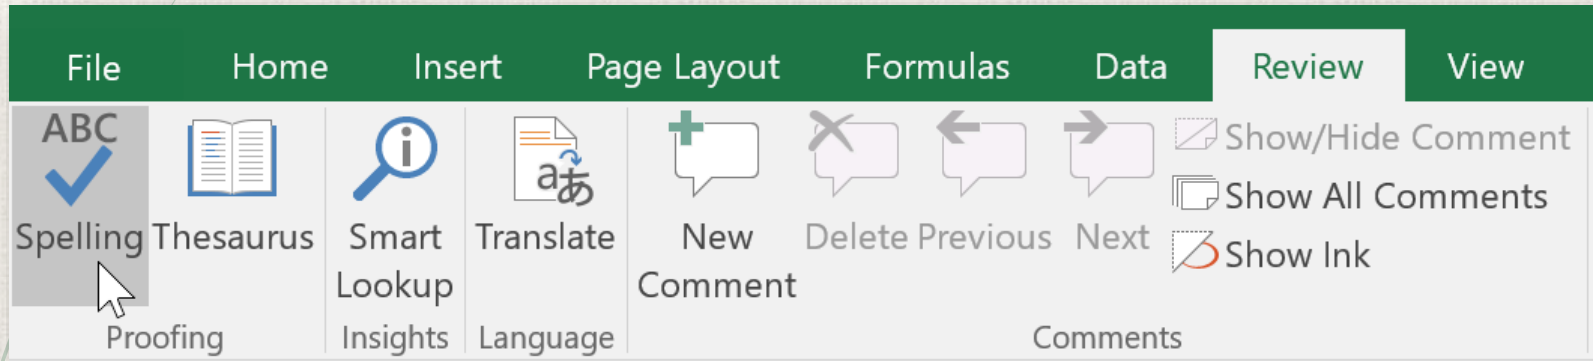 File Home Insert Page Layout Formulas Data Review View
ABC
Spelling
Thesaurus
Proofing
Smart
Lookup
Insights
aあ
Translate
Language
New
Comment
Delete
Previous
Next
Show/Hide Comment
Show All Comments
Show Ink
Comments